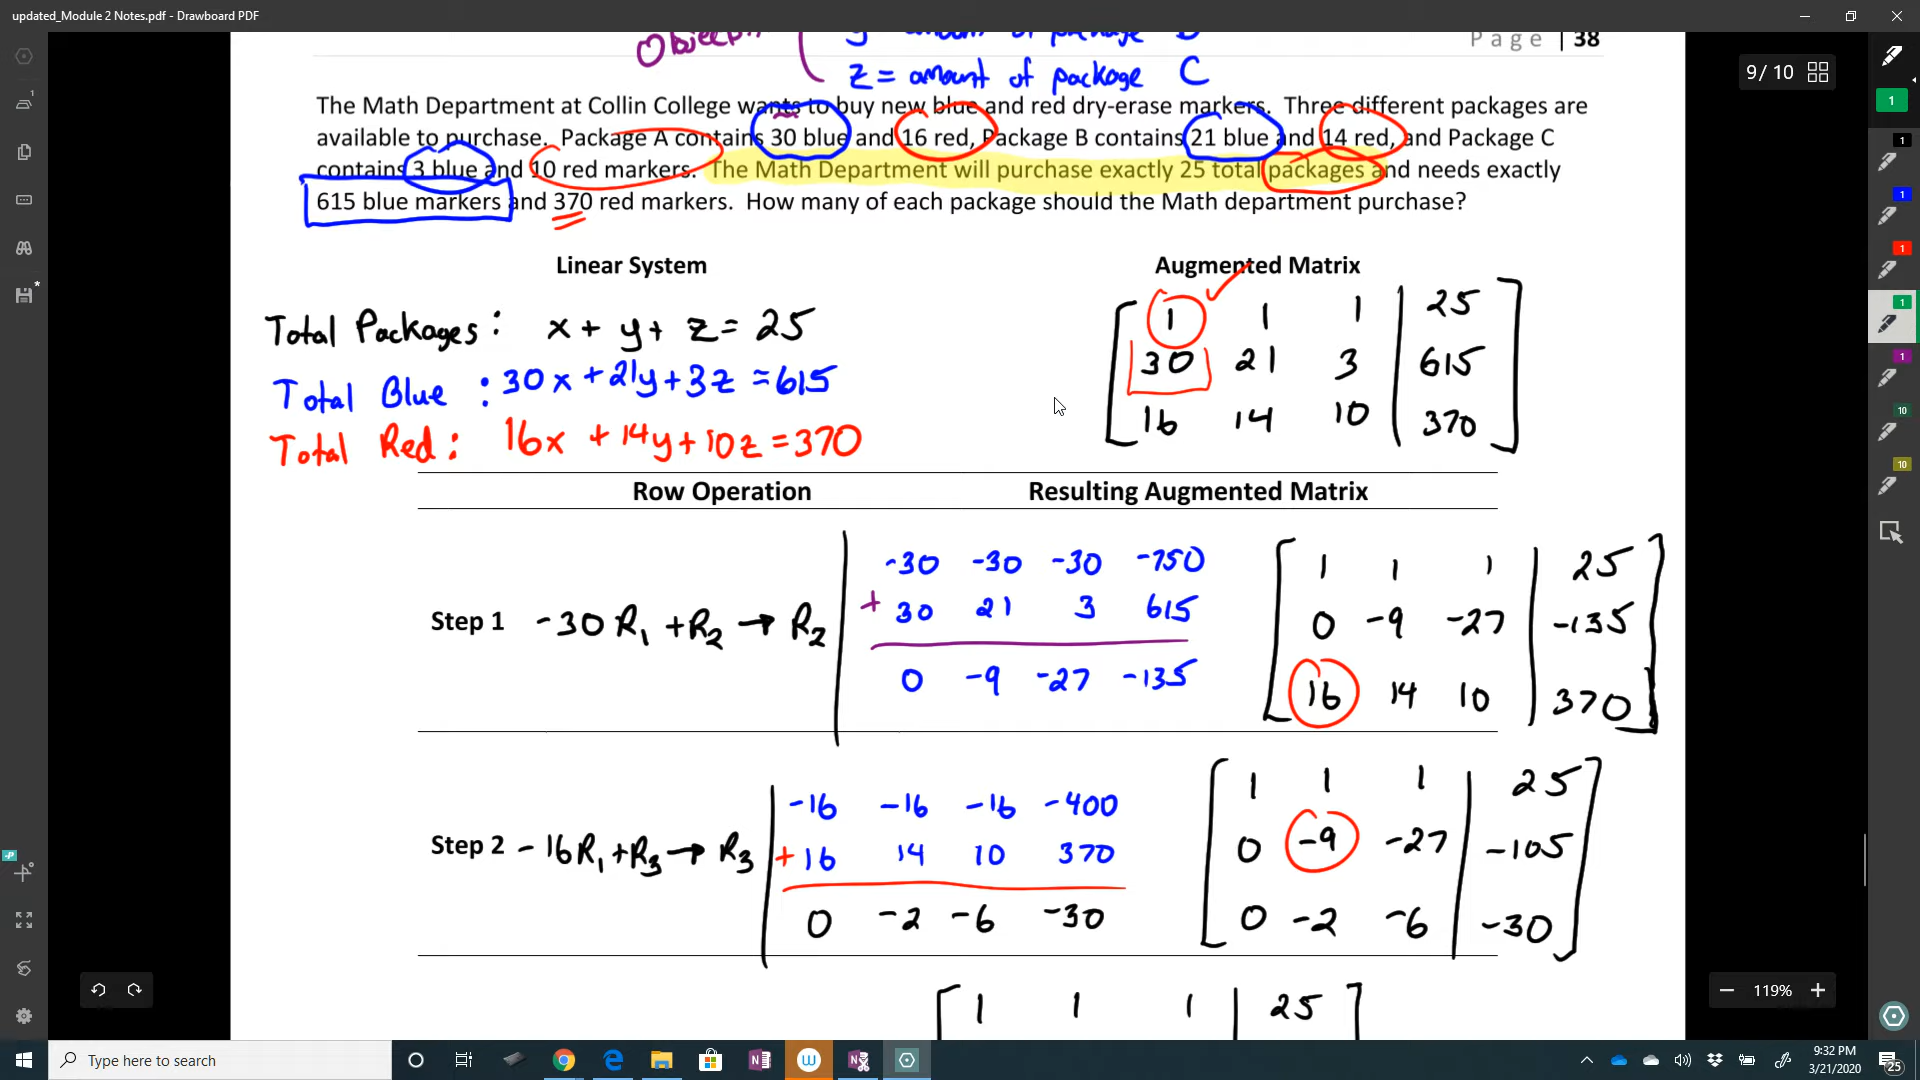 updated_Module 2 Notes.pdf - Drawboard PDF
Page | 38
z = amount of package C
9 / 10
The Math Department at Collin College wants to buy new blue and red dry-erase markers. Three different packages are
available to purchase. Package A contains 30 blue and 16 red, Package B contains 21 blue and 14 red, and Package C
contains 3 blue and 10 red markers. The Math Department will purchase exactly 25 total packages and needs exactly
615 blue markers and 370 red markers. How many of each package should the Math department purchase?
Linear System
Augmented Matrix
Total Packages: x + y + z = 25
Total Blue : 30x + 21y + 3z = 615
Total Red : 16x + 14y + 10z = 370
1 1 1 | 25
30 21 3 | 615
16 14 10 | 370
Row Operation
Resulting Augmented Matrix
Step 1 -30R1 + R2 → R2
-30 -30 -30 -750
+ 30 21 3 615
0 -9 -27 -135
1 1 1 | 25
0 -9 -27 | -135
16 14 10 | 370
Step 2 -16R1 + R3 → R3
-16 -16 -16 -400
+ 16 14 10 370
0 -2 -6 -30
1 1 1 | 25
0 -9 -27 | -105
0 -2 -6 | -30
1 1 1 | 25
119%
1
1
1
1
1
1
10
10
Type here to search
9:32 PM
3/21/2020
25